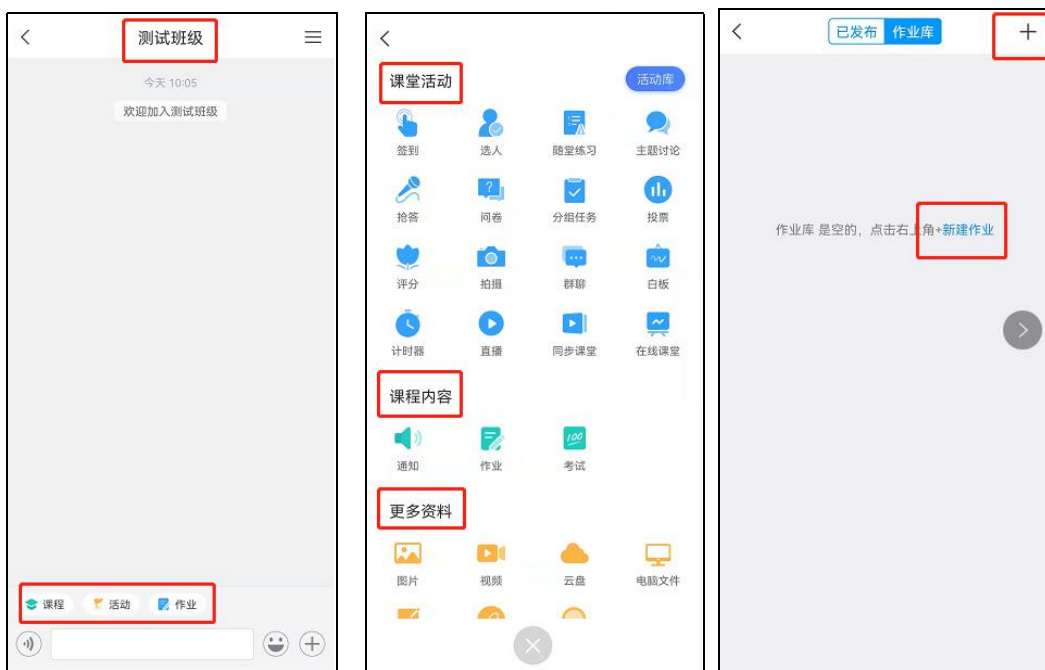 测试班级
今天 10:05
欢迎加入测试班级
课程 活动 作业
课堂活动 活动库
签到 选人 随堂练习 主题讨论
抢答 问卷 分组任务 投票
评分 拍摄 群聊 白板
计时器 直播 同步课堂 在线课堂
课程内容
100
通知 作业 考试
更多资料
图片 视频 云盘 电脑文件
已发布 作业库
作业库 是空的，点击右上角+新建作业